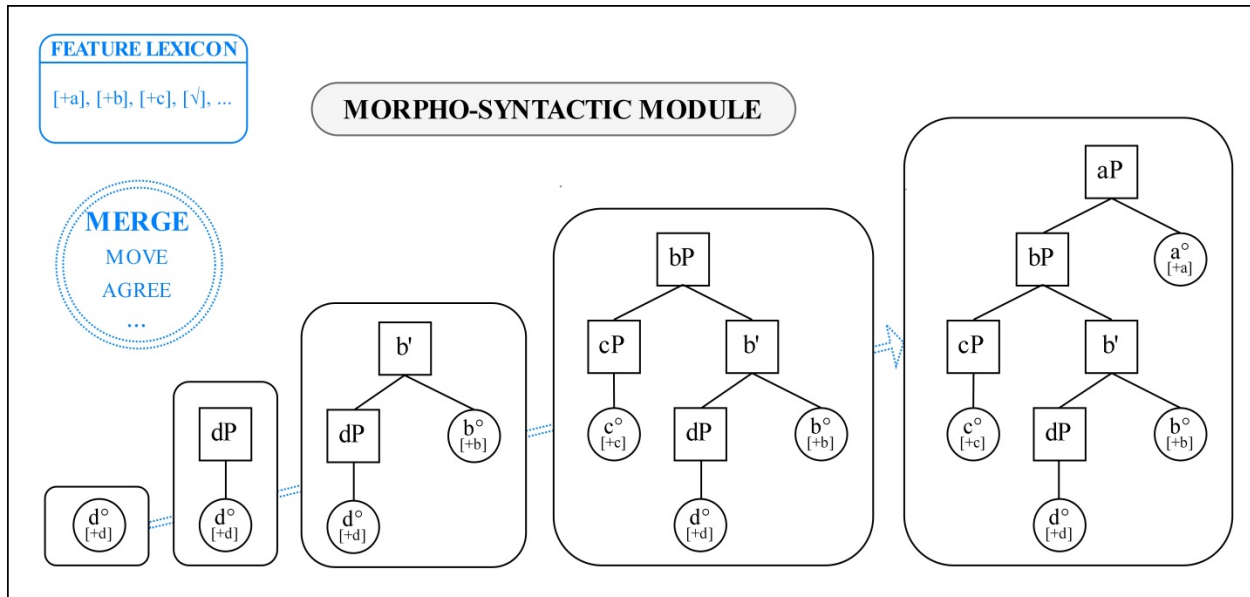 FEATURE LEXICON
[+a], [+b], [+c], [√], ...
MORPHO-SYNTACTIC MODULE
MERGE
MOVE
AGREE
...
d°
[+d]
dP
d°
[+d]
b'
dP
b°
[+b]
d°
[+d]
bP
cP
b'
c°
[+c]
dP
b°
[+b]
d°
[+d]
aP
bP
a°
[+a]
cP
b'
c°
[+c]
dP
b°
[+b]
d°
[+d]